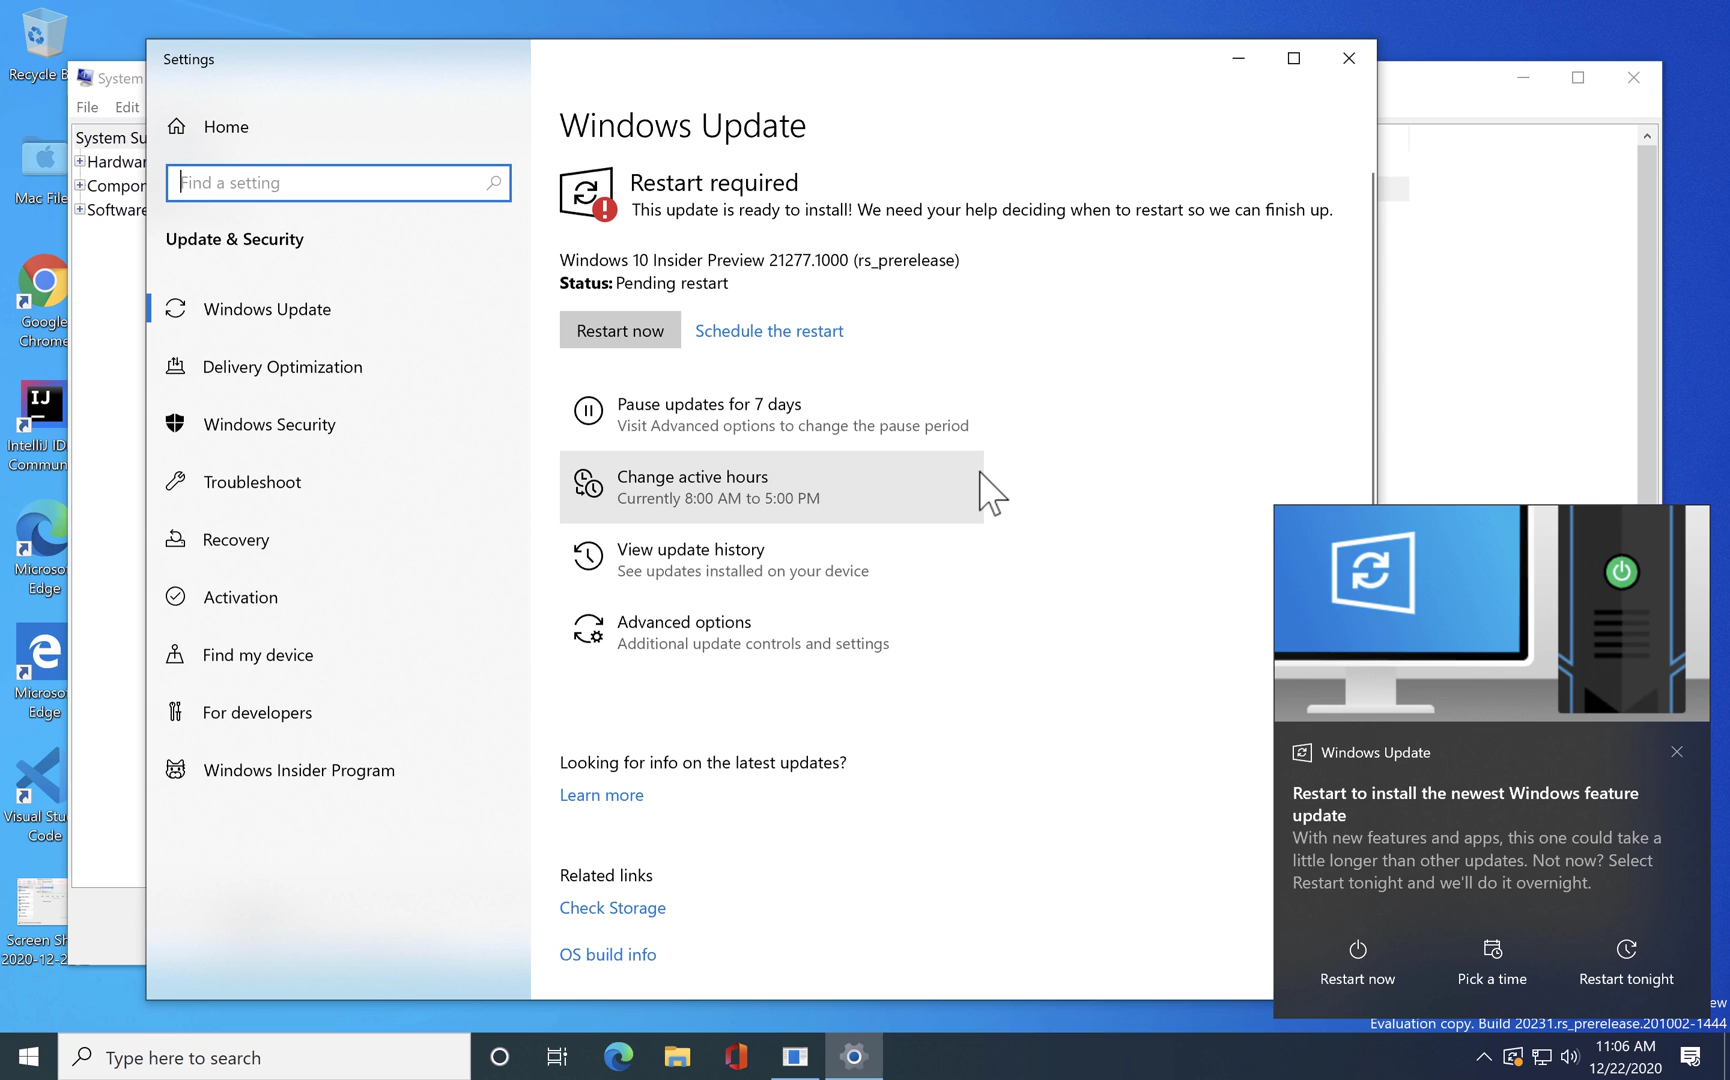 Recycle B
Mac File
Google
Chrome
IJ
IntelliJ ID
Commun
Microso
Edge
Microso
Edge
Visual Stu
Code
Screen Sh
2020-12-2
System
File Edit
System Su
Hardwar
Compor
Software
Settings
Home
Find a setting
Update & Security
Windows Update
Delivery Optimization
Windows Security
Troubleshoot
Recovery
Activation
Find my device
For developers
Windows Insider Program
Windows Update
Restart required
This update is ready to install! We need your help deciding when to restart so we can finish up.
Windows 10 Insider Preview 21277.1000 (rs_prerelease)
Status: Pending restart
Restart now Schedule the restart
Pause updates for 7 days
Visit Advanced options to change the pause period
Change active hours
Currently 8:00 AM to 5:00 PM
View update history
See updates installed on your device
Advanced options
Additional update controls and settings
Looking for info on the latest updates?
Learn more
Related links
Check Storage
OS build info
Windows Update
Restart to install the newest Windows feature
update
With new features and apps, this one could take a
little longer than other updates. Not now? Select
Restart tonight and we'll do it overnight.
Restart now Pick a time Restart tonight
ew
Evaluation copy. Build 20231.rs_prerelease.201002-1444
Type here to search
11:06 AM
12/22/2020